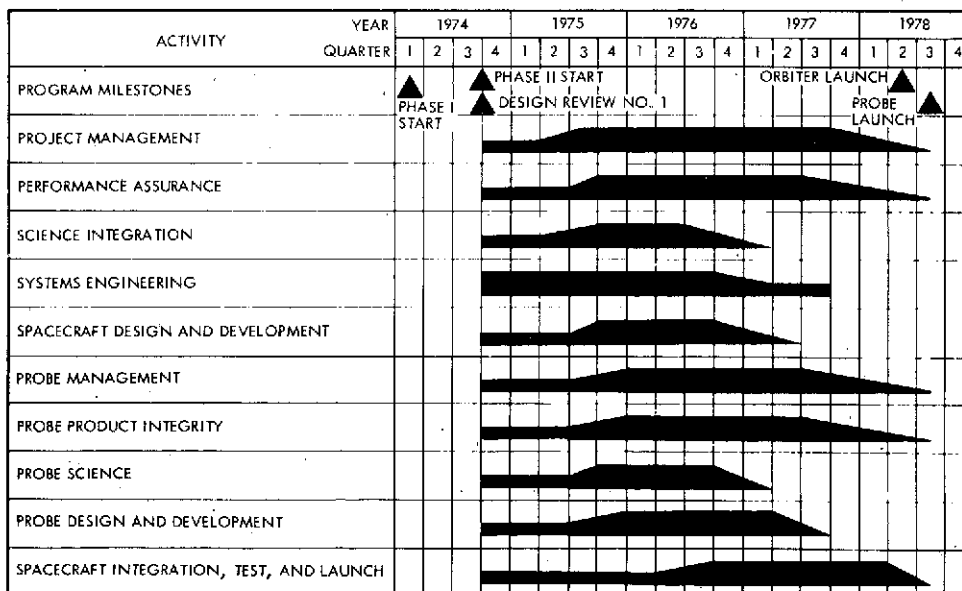 YEAR 1974 1975 1976 1977 1978
ACTIVITY
QUARTER 1 2 3 4 1 2 3 4 1 2 3 4 1 2 3 4 1 2 3 4
PHASE II START ORBITER LAUNCH
PROGRAM MILESTONES
PHASE I START DESIGN REVIEW NO. 1 PROBE LAUNCH
PROJECT MANAGEMENT
PERFORMANCE ASSURANCE
SCIENCE INTEGRATION
SYSTEMS ENGINEERING
SPACECRAFT DESIGN AND DEVELOPMENT
PROBE MANAGEMENT
PROBE PRODUCT INTEGRITY
PROBE SCIENCE
PROBE DESIGN AND DEVELOPMENT
SPACECRAFT INTEGRATION, TEST, AND LAUNCH